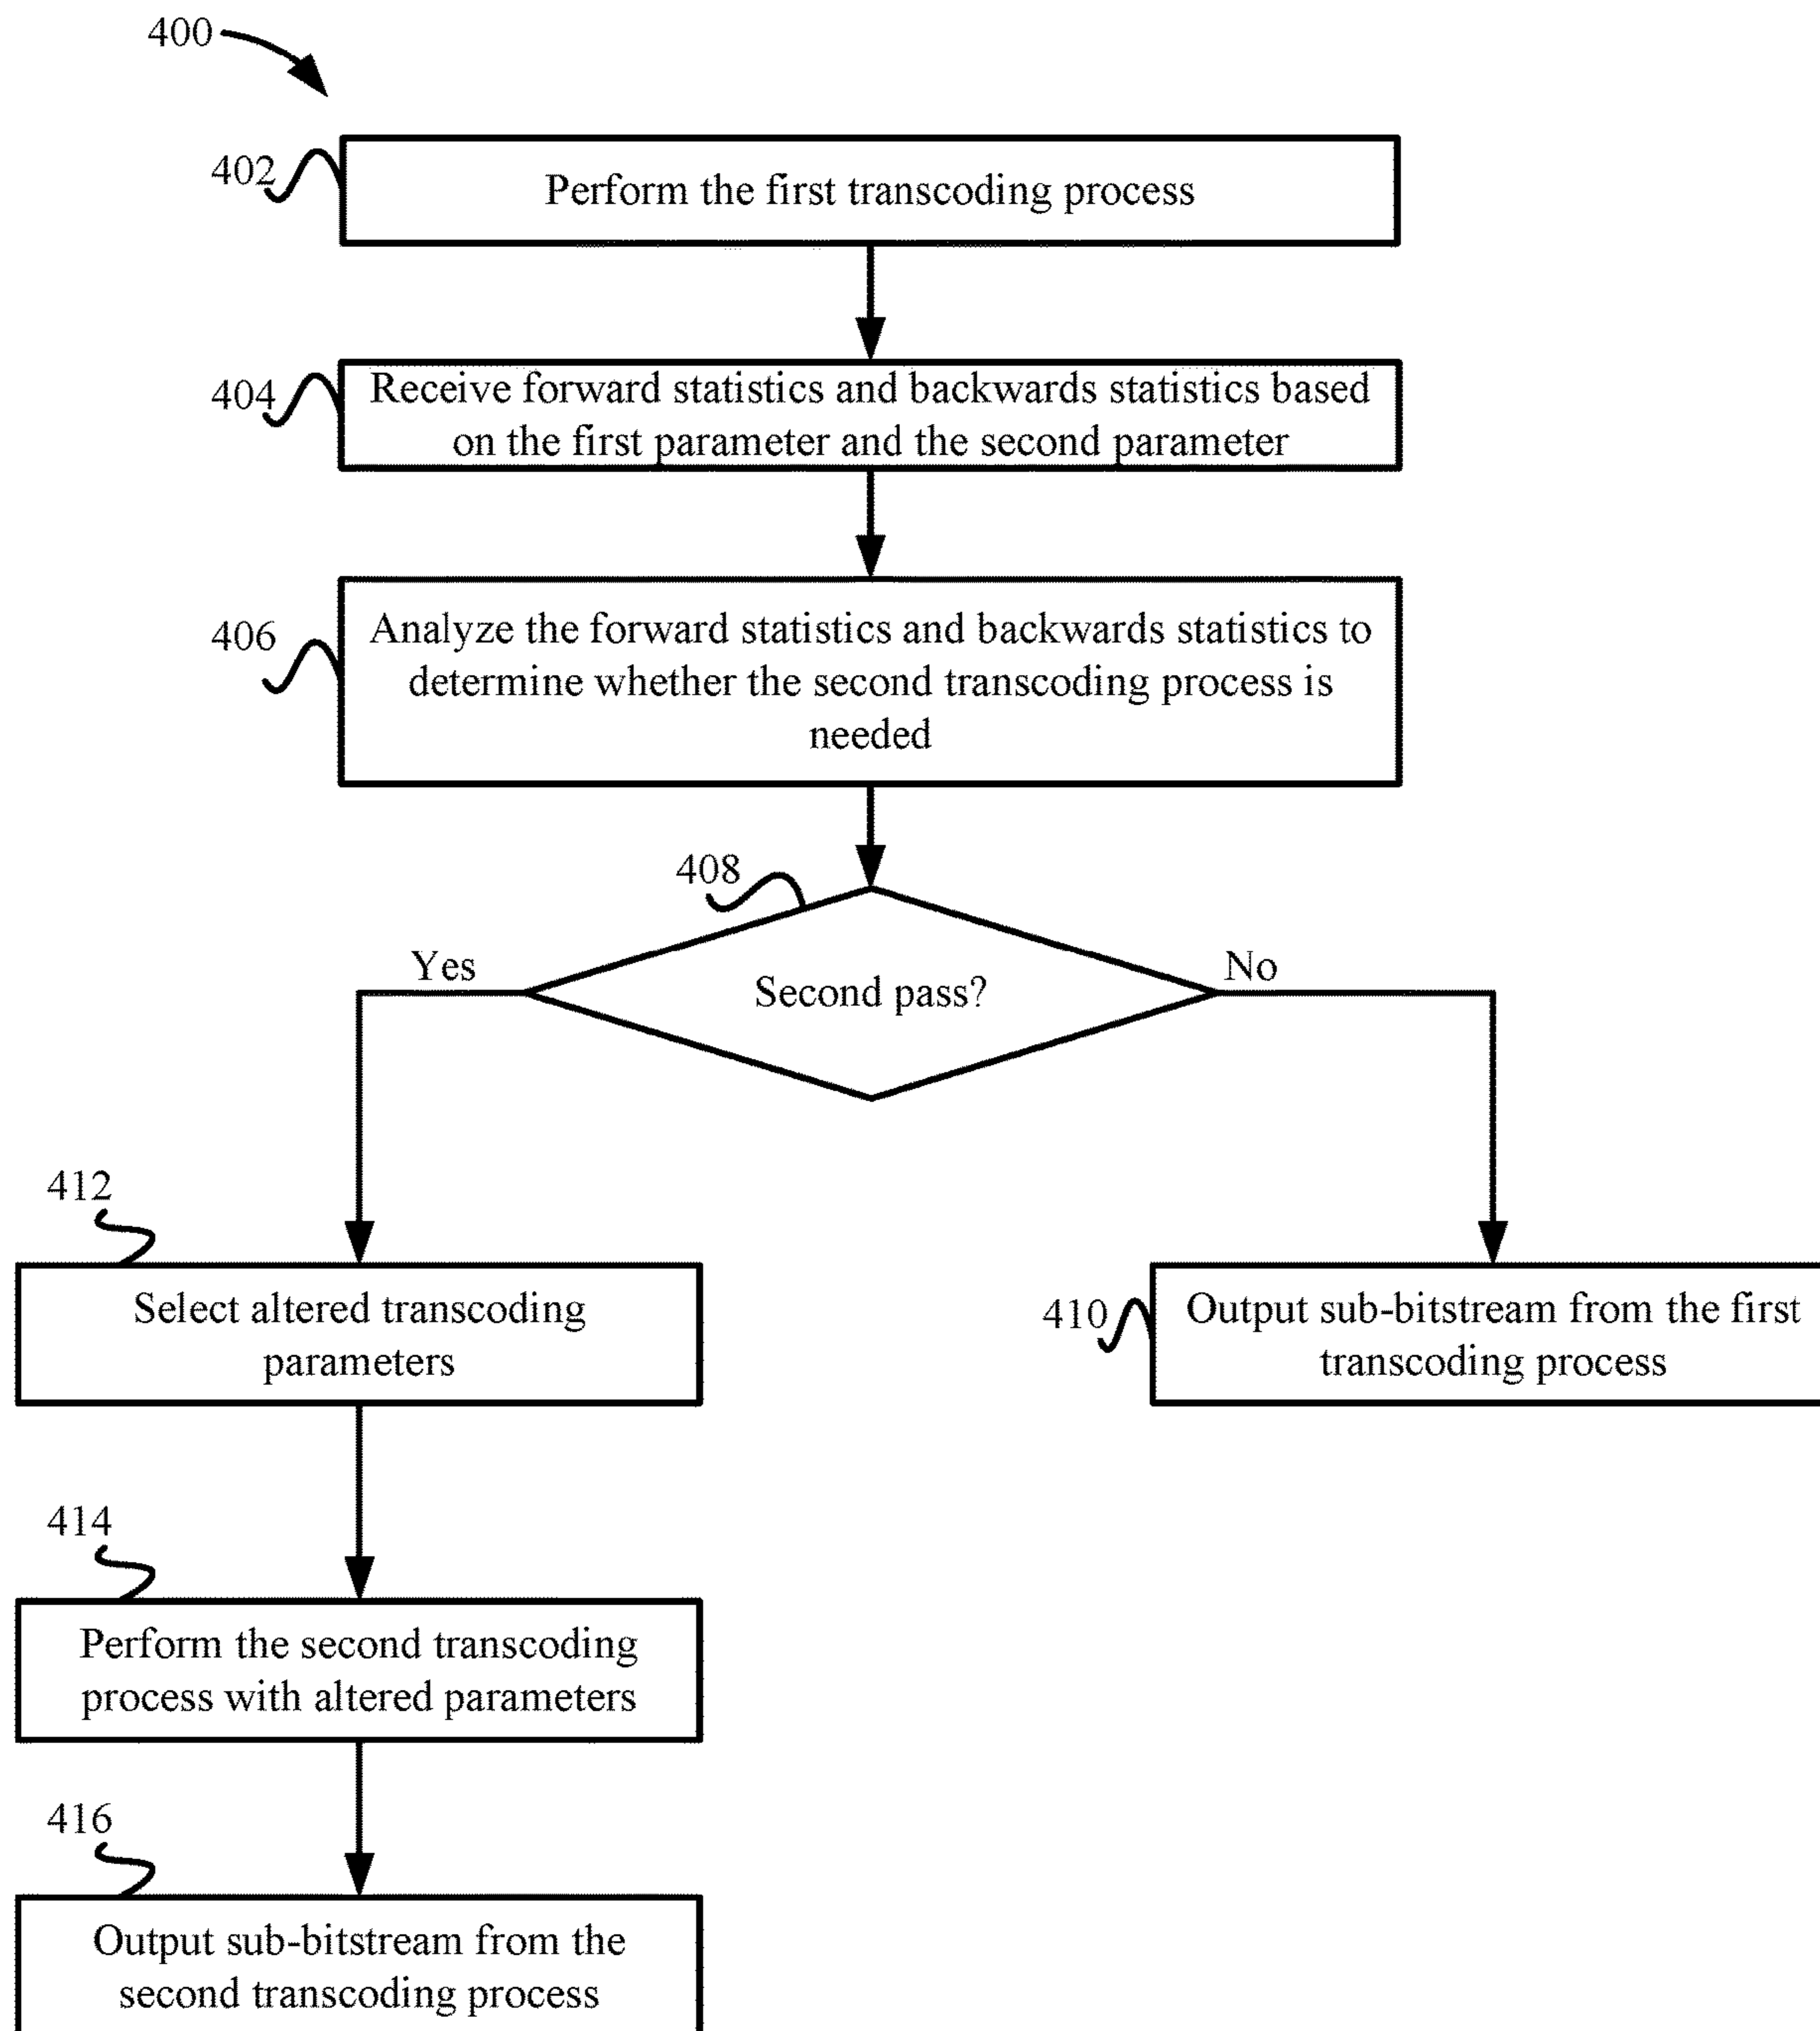 400
402
Perform the first transcoding process
404
Receive forward statistics and backwards statistics based
on the first parameter and the second parameter
406
Analyze the forward statistics and backwards statistics to
determine whether the second transcoding process is
needed
408
Yes
Second pass?
No
412
Select altered transcoding
parameters
410
Output sub-bitstream from the first
transcoding process
414
Perform the second transcoding
process with altered parameters
416
Output sub-bitstream from the
second transcoding process